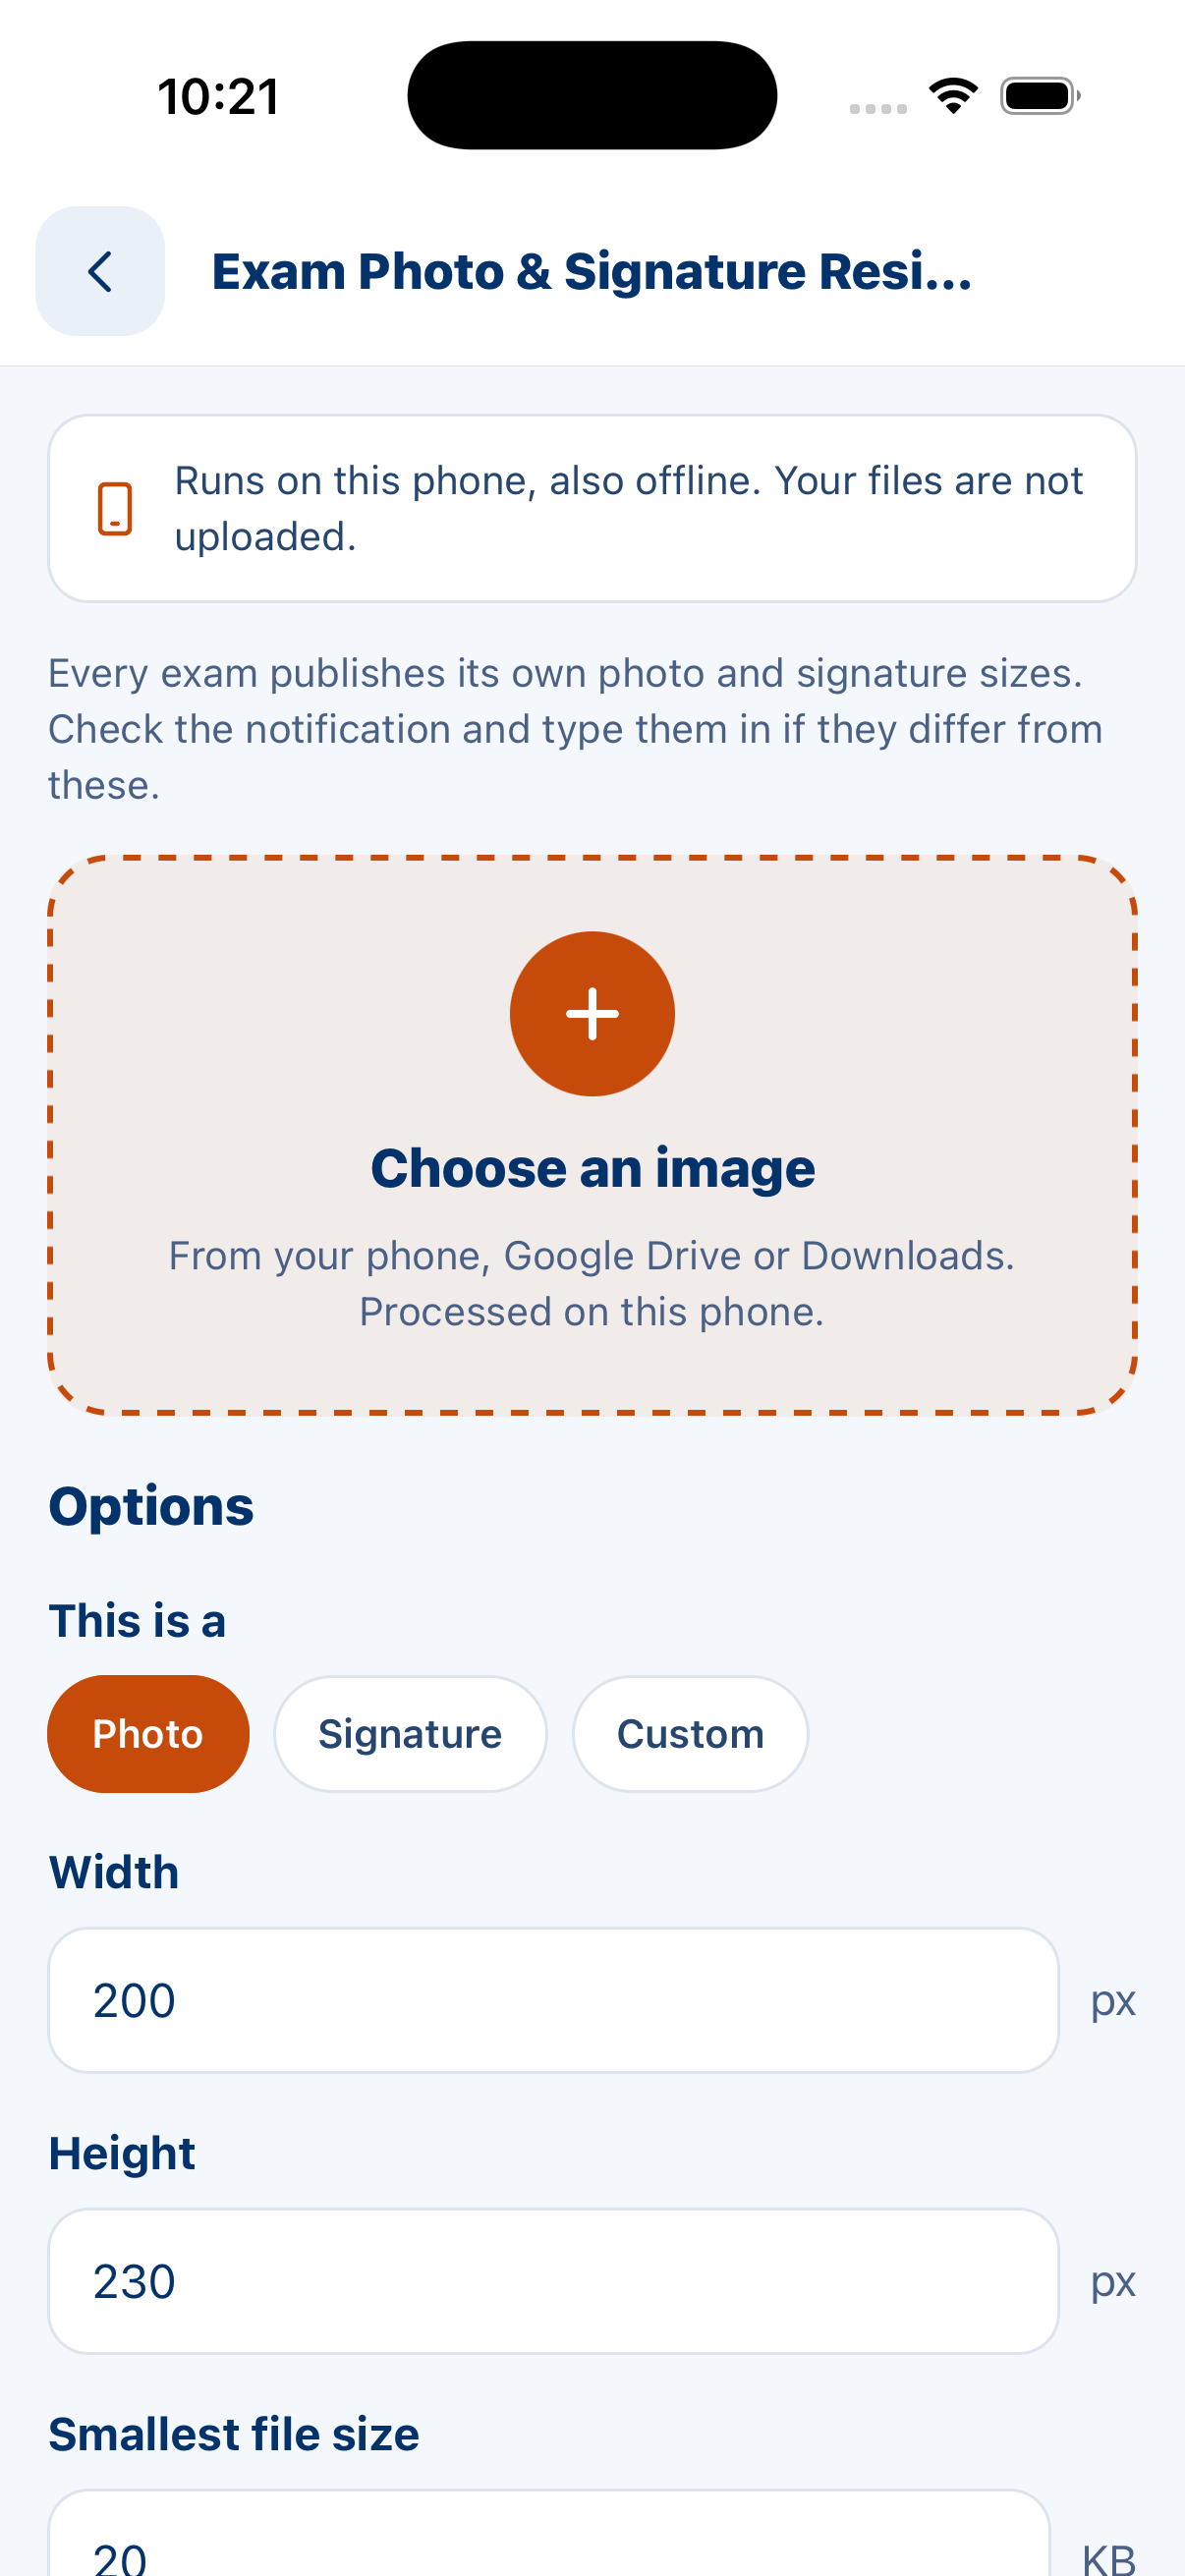 10:21
Exam Photo & Signature Resi...
Runs on this phone, also offline. Your files are not
uploaded.
Every exam publishes its own photo and signature sizes.
Check the notification and type them in if they differ from
these.
Choose an image
From your phone, Google Drive or Downloads.
Processed on this phone.
Options
This is a
Photo Signature Custom
Width
200 px
Height
230 px
Smallest file size
20 KB